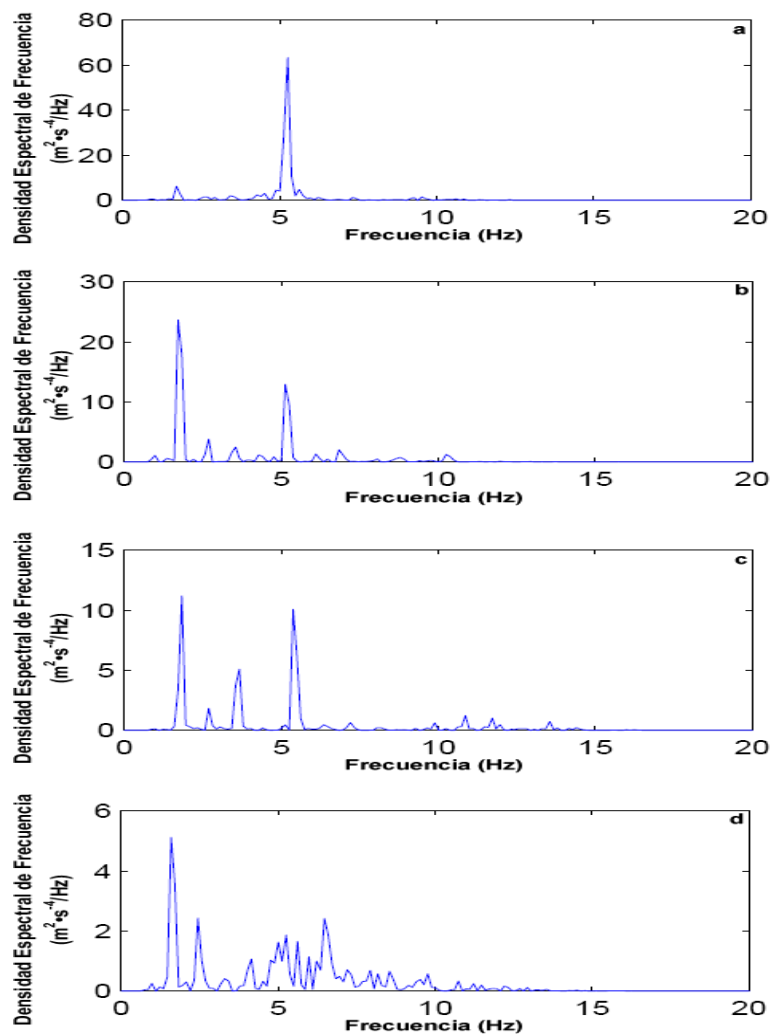 Densidad Espectral de Frecuencia
(m²•s⁻⁴/Hz)
80
60
40
20
0
a
0 5 10 15 20
Frecuencia (Hz)
Densidad Espectral de Frecuencia
(m²•s⁻⁴/Hz)
30
20
10
0
b
0 5 10 15 20
Frecuencia (Hz)
Densidad Espectral de Frecuencia
(m²•s⁻⁴/Hz)
15
10
5
0
c
0 5 10 15 20
Frecuencia (Hz)
Densidad Espectral de Frecuencia
(m²•s⁻⁴/Hz)
6
4
2
0
d
0 5 10 15 20
Frecuencia (Hz)